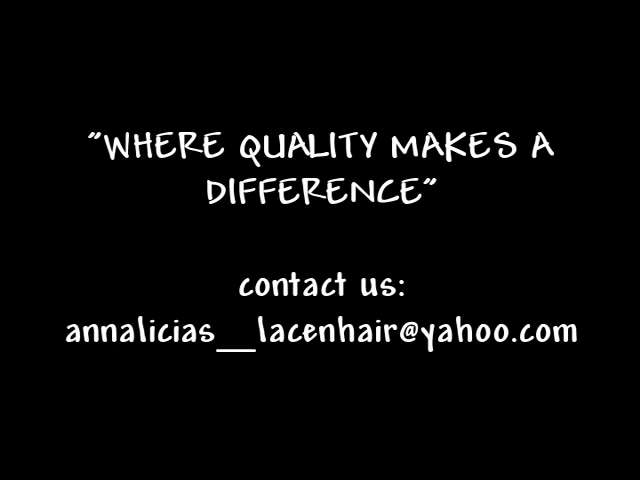 "WHERE QUALITY MAKES A
DIFFERENCE"
contact us:
annalicias__lacenhair@yahoo.com